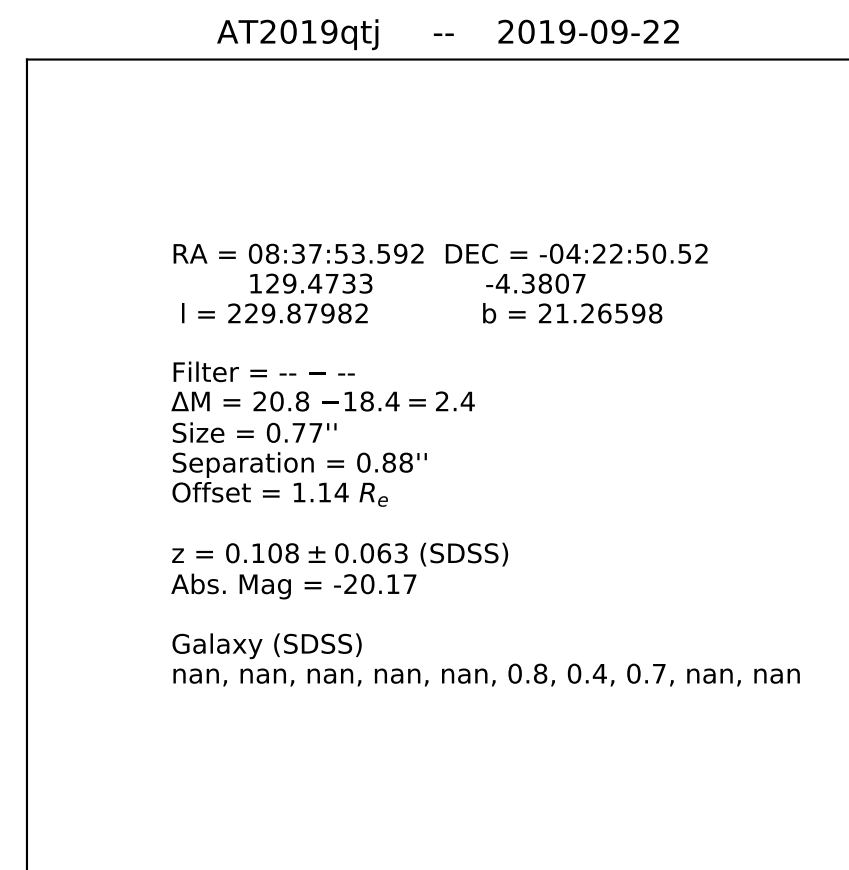 AT2019qtj -- 2019-09-22
RA = 08:37:53.592 DEC = -04:22:50.52
129.4733 -4.3807
l = 229.87982 b = 21.26598
Filter = -- − --
ΔM = 20.8 −18.4 = 2.4
Size = 0.77''
Separation = 0.88''
Offset = 1.14 Rₑ
z = 0.108 ± 0.063 (SDSS)
Abs. Mag = -20.17
Galaxy (SDSS)
nan, nan, nan, nan, nan, 0.8, 0.4, 0.7, nan, nan